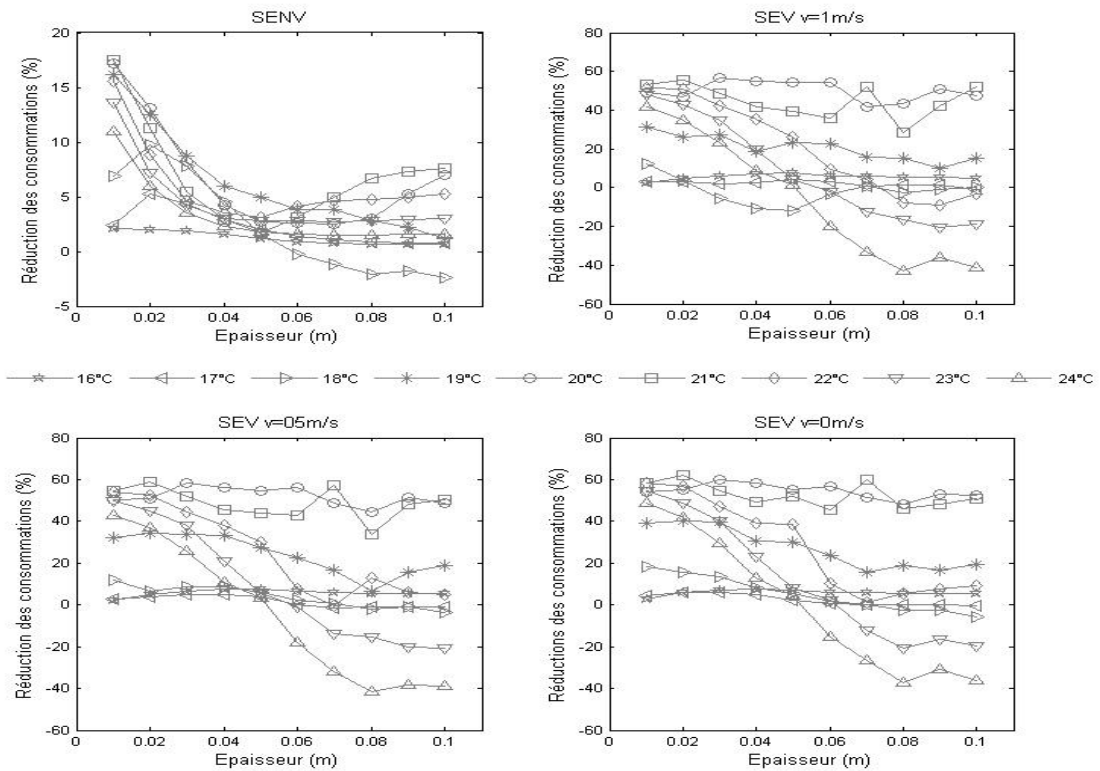 SENV
20
15
10
5
0
-5
Réduction des consommations (%)
0 0.02 0.04 0.06 0.08 0.1
Epaisseur (m)
SEV v=1m/s
80
60
40
20
0
-20
-40
-60
Réduction des consommations (%)
0 0.02 0.04 0.06 0.08 0.1
Epaisseur (m)
16°C 17°C 18°C 19°C 20°C 21°C 22°C 23°C 24°C
SEV v=05m/s
80
60
40
20
0
-20
-40
-60
Réduction des consommations (%)
0 0.02 0.04 0.06 0.08 0.1
Epaisseur (m)
SEV v=0m/s
80
60
40
20
0
-20
-40
-60
Réductions des consommations (%)
0 0.02 0.04 0.06 0.08 0.1
Epaisseur (m)